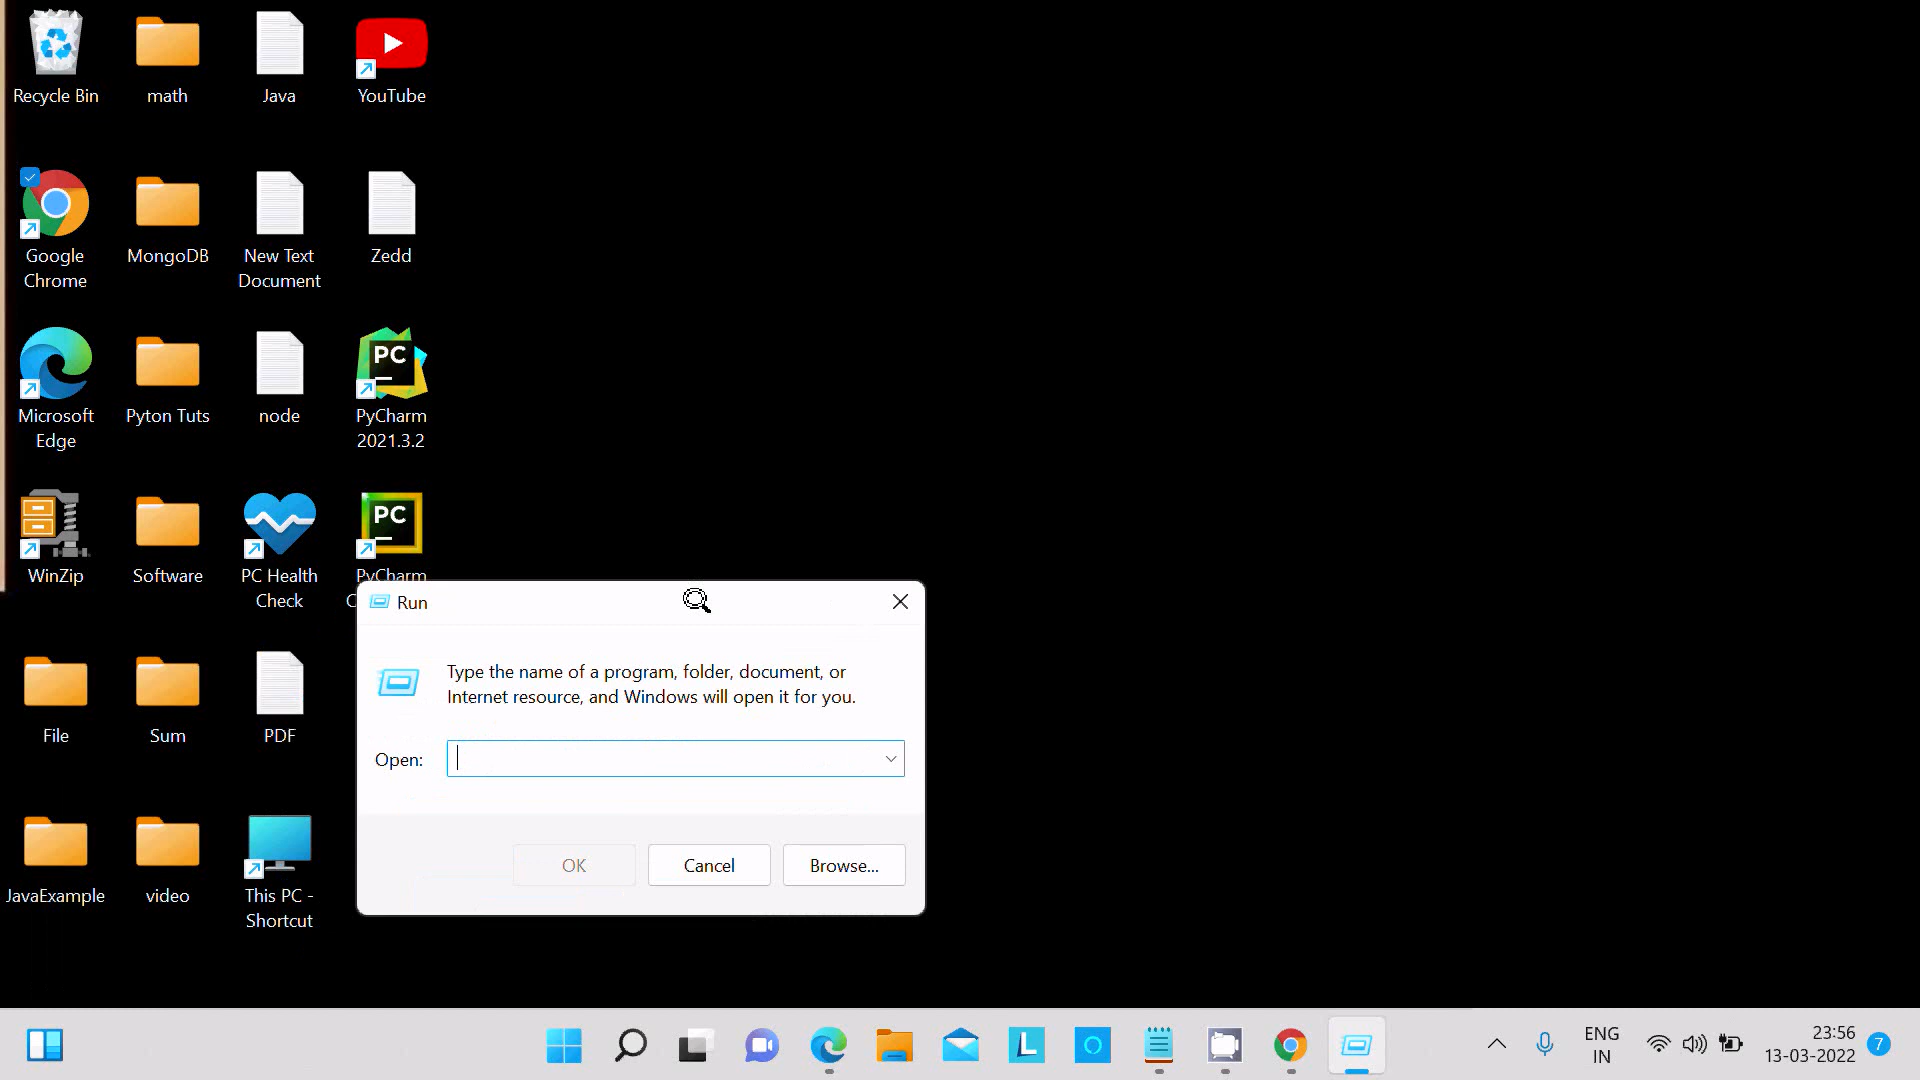 Recycle Bin
math
Java
YouTube
Google
Chrome
MongoDB
New Text
Document
Zedd
Microsoft
Edge
Pyton Tuts
node
PC
PyCharm
2021.3.2
WinZip
Software
PC Health
Check
PC
PyCharm
C
File
Sum
PDF
JavaExample
video
This PC -
Shortcut
Run
Type the name of a program, folder, document, or
Internet resource, and Windows will open it for you.
Open:
OK
Cancel
Browse...
L
O
ENG
IN
23:56
13-03-2022
7